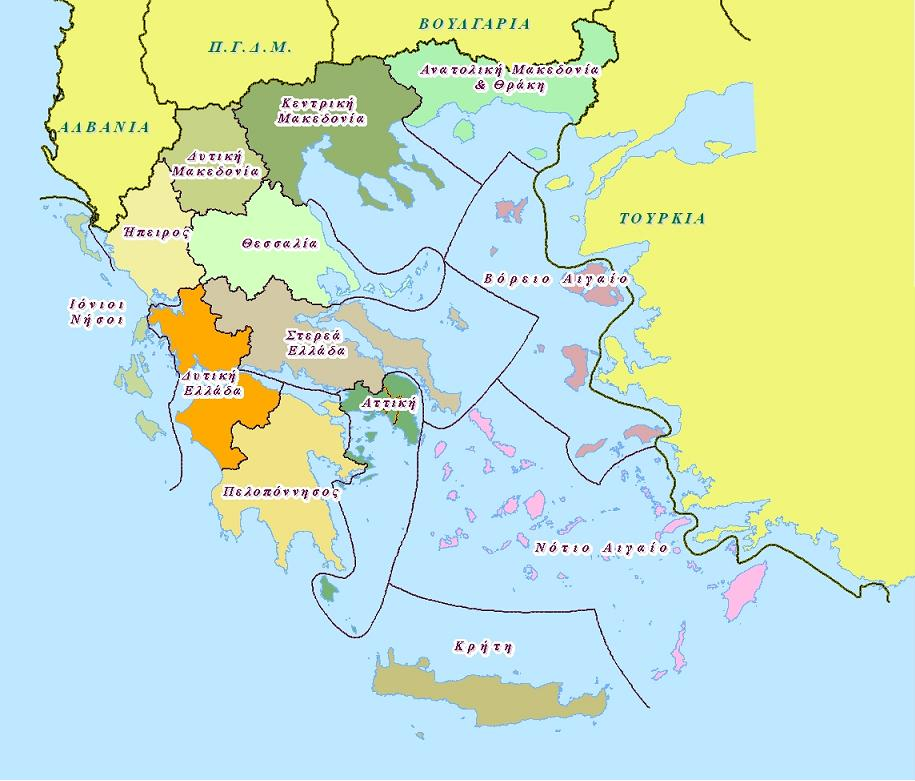 ΒΟΥΛΓΑΡΙΑ
Π.Γ.Δ.Μ.
Ανατολική Μακεδονία
& Θράκη
Κεντρική
Μακεδονία
ΑΛΒΑΝΙΑ
Δυτική
Μακεδονία
ΤΟΥΡΚΙΑ
Ήπειρος
Θεσσαλία
Βόρειο Αιγαίο
Ιόνιοι
Νήσοι
Στερεά
Ελλάδα
Δυτική
Ελλάδα
Αττική
Πελοπόννησος
Νότιο Αιγαίο
Κρήτη